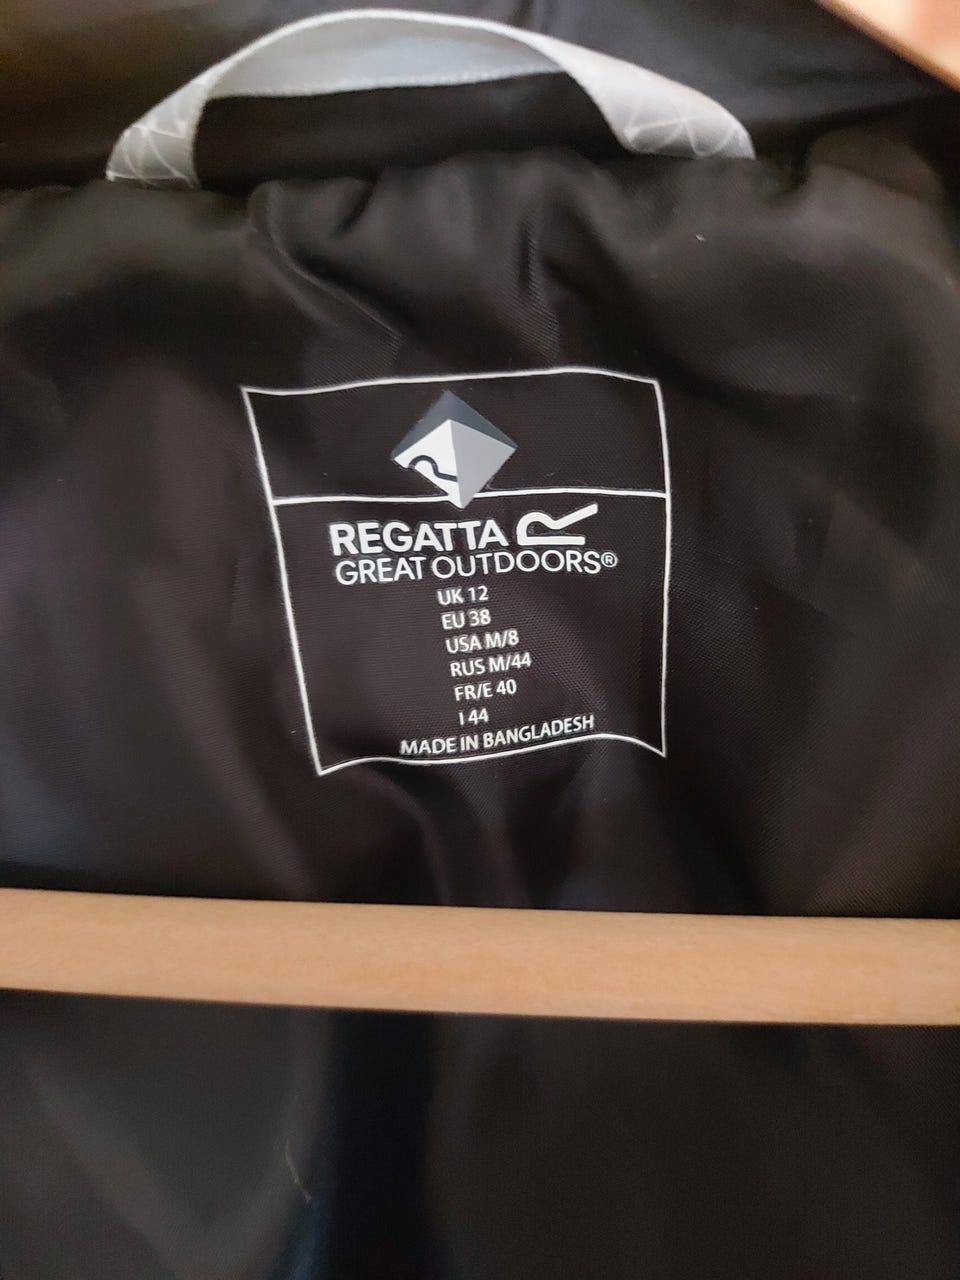 REGATTA
GREAT OUTDOORS®
UK 12
EU 38
USA M/8
RUS M/44
FR/E 40
I 44
MADE IN BANGLADESH